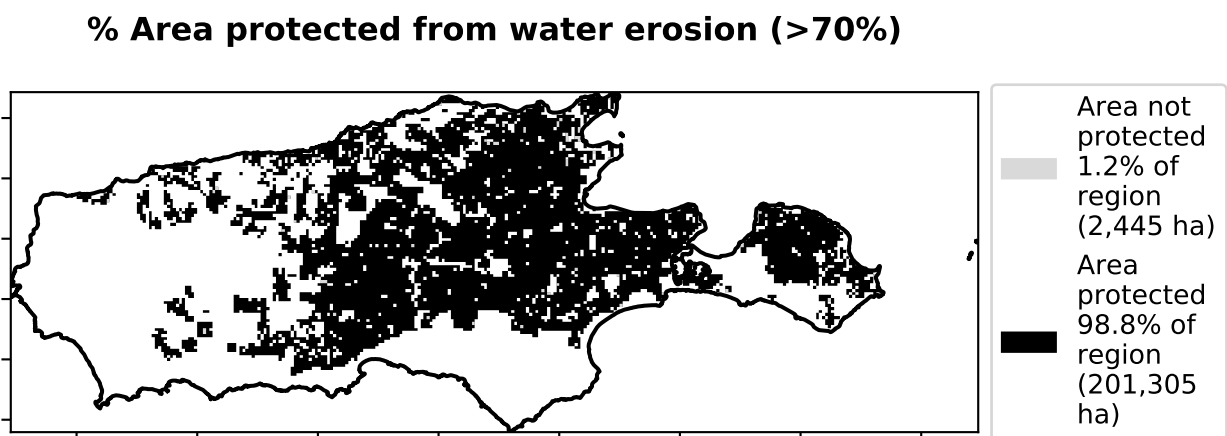 % Area protected from water erosion (>70%)
Area not
protected
1.2% of
region
(2,445 ha)
Area
protected
98.8% of
region
(201,305
ha)